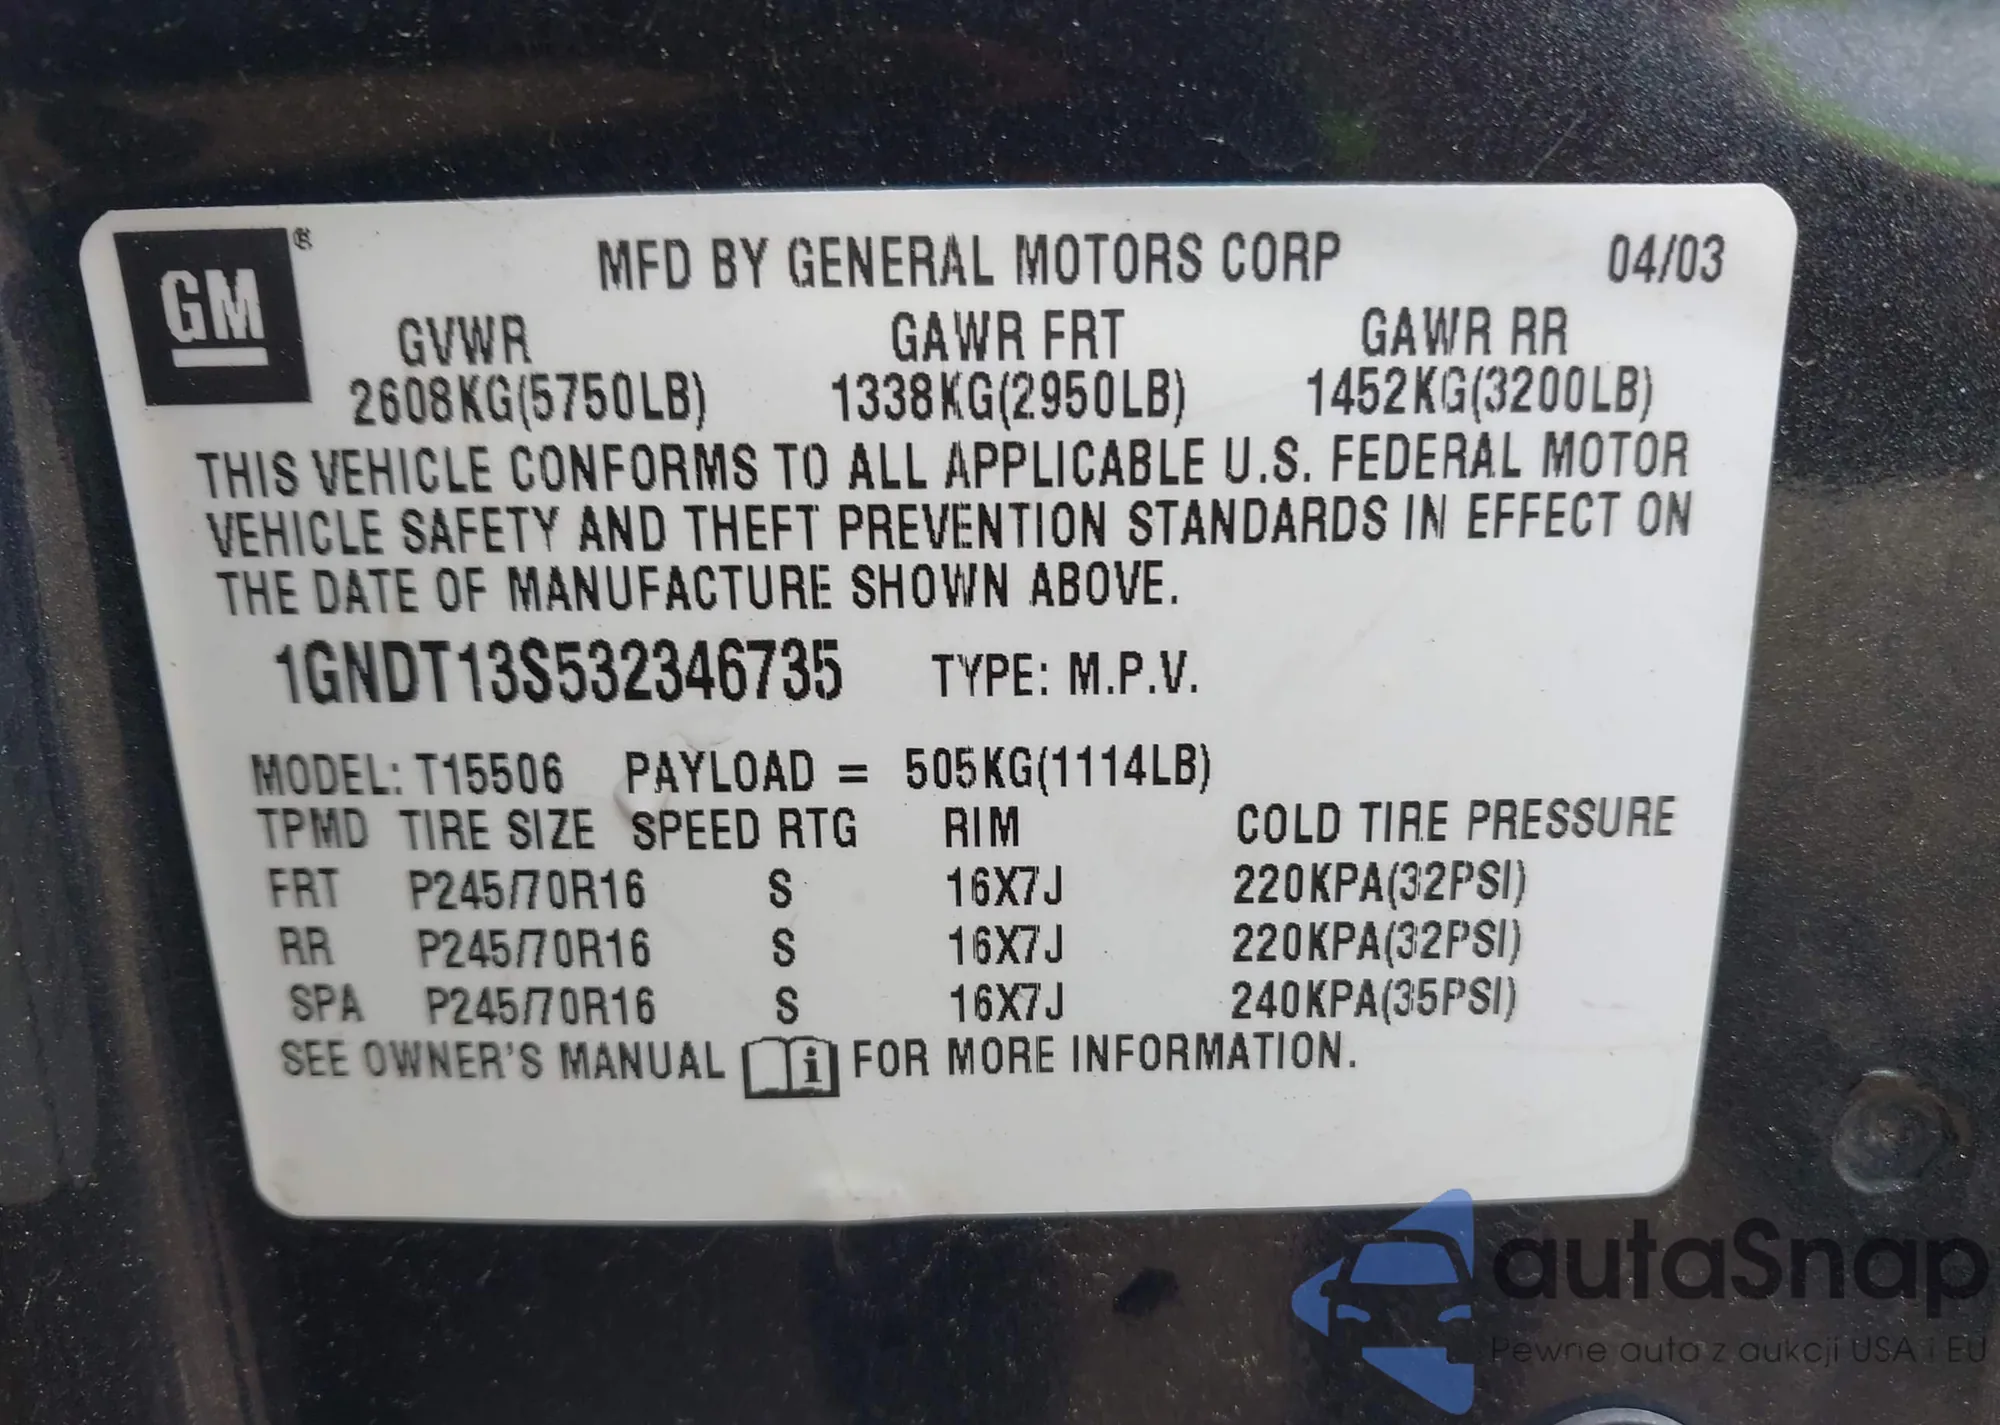 GM ®
MFD BY GENERAL MOTORS CORP 04/03
GVWR GAWR FRT GAWR RR
2608KG(5750LB) 1338KG(2950LB) 1452KG(3200LB)
THIS VEHICLE CONFORMS TO ALL APPLICABLE U.S. FEDERAL MOTOR
VEHICLE SAFETY AND THEFT PREVENTION STANDARDS IN EFFECT ON
THE DATE OF MANUFACTURE SHOWN ABOVE.
1GNDT13S532346735 TYPE: M.P.V.
MODEL: T15506 PAYLOAD = 505KG(1114LB)
TPMD TIRE SIZE SPEED RTG RIM COLD TIRE PRESSURE
FRT P245/70R16 S 16X7J 220KPA(32PSI)
RR P245/70R16 S 16X7J 220KPA(32PSI)
SPA P245/70R16 S 16X7J 240KPA(35PSI)
SEE OWNER'S MANUAL i FOR MORE INFORMATION.
autaSnap
Pewne auta z aukcji USA i EU